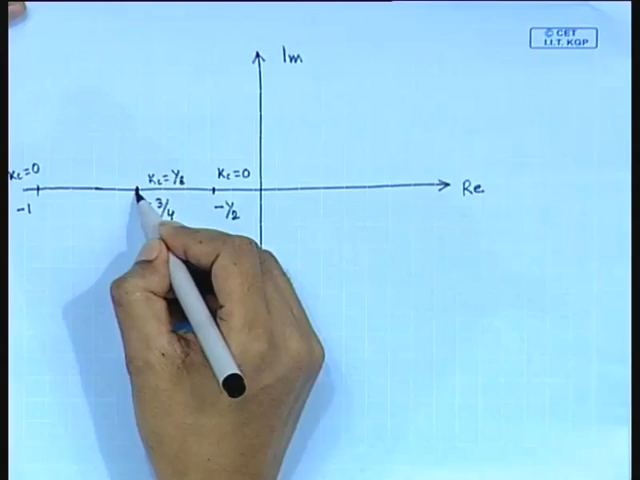 © CET
I.I.T. KGP
Im
Kc=0
Kc=1/8
Kc=0
Re
-1
3/4
-1/2